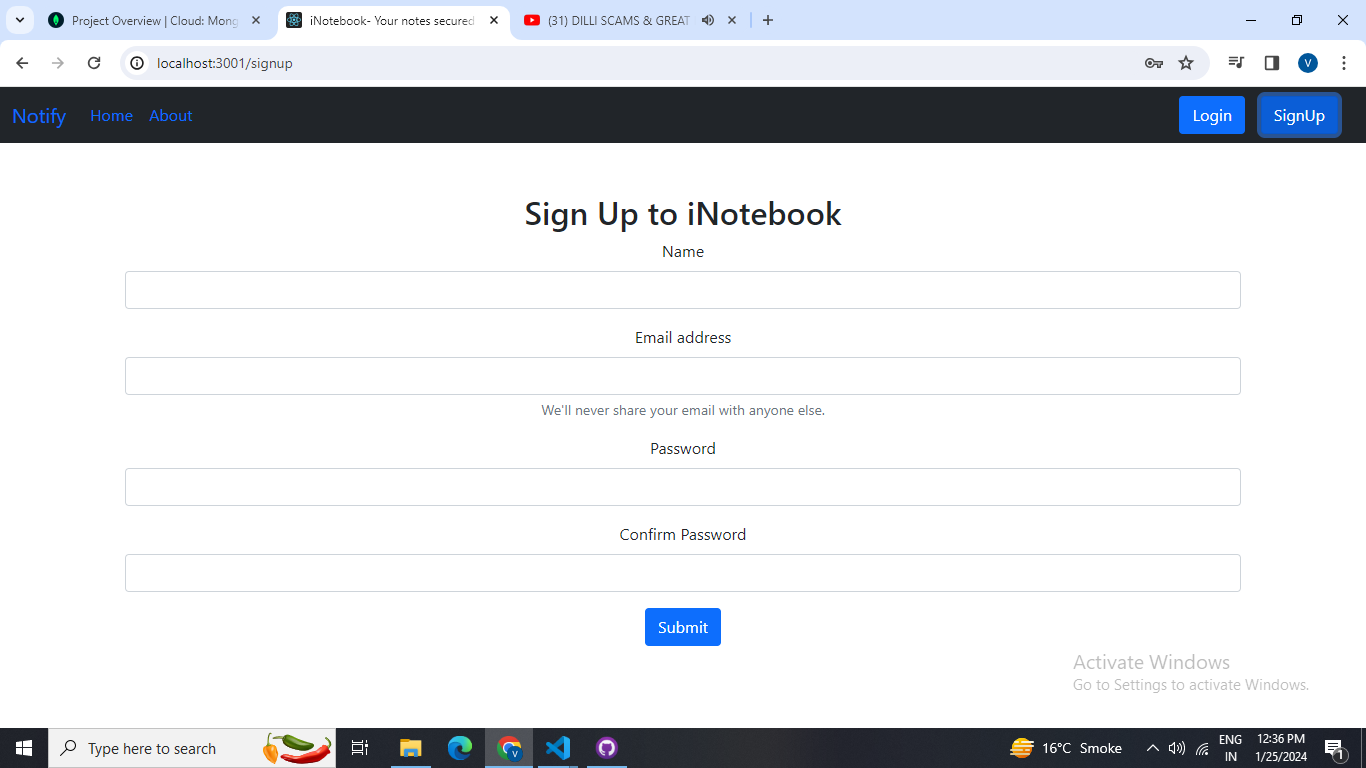 Project Overview | Cloud: Mong
iNotebook- Your notes secured
(31) DILLI SCAMS & GREAT
localhost:3001/signup
V
Notify Home About Login SignUp
Sign Up to iNotebook
Name
Email address
We'll never share your email with anyone else.
Password
Confirm Password
Submit
Activate Windows
Go to Settings to activate Windows.
Type here to search
V
16°C Smoke
ENG
IN
12:36 PM
1/25/2024
1